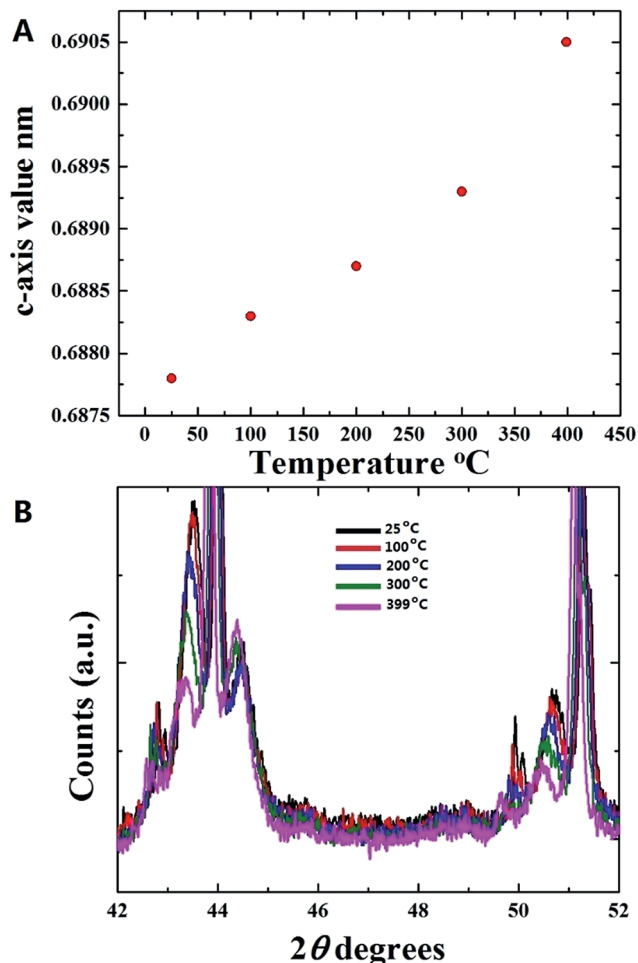 A
0.6905
0.6900
0.6895
0.6890
0.6885
0.6880
0.6875
c-axis value nm
0 50 100 150 200 250 300 350 400 450
Temperature °C
B
25°C
100°C
200°C
300°C
399°C
Counts (a.u.)
42 44 46 48 50 52
2θ degrees